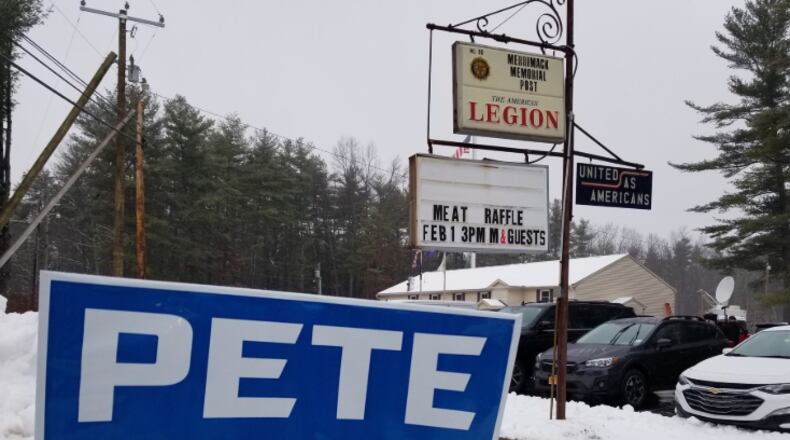 MERRIMACK
MEMORIAL
POST
THE AMERICAN
LEGION
UNITED
AS
AMERICANS
MEAT RAFFLE
FEB 1 3PM M&GUESTS
PETE